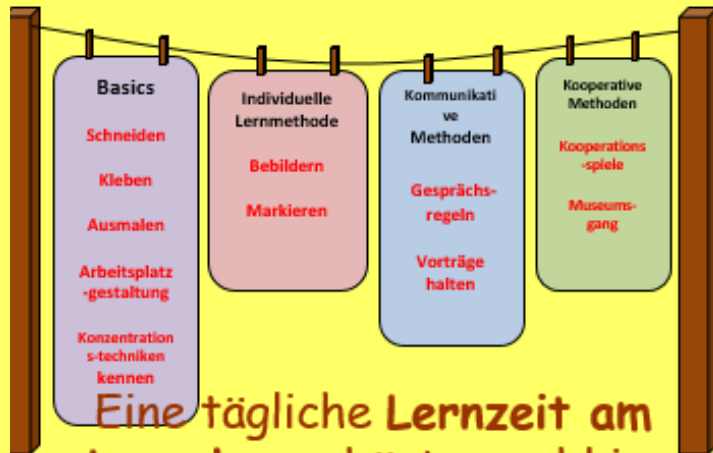 Basics
Schneiden
Kleben
Ausmalen
Arbeitsplatz
-gestaltung
Konzentration
s-techniken
kennen
Individuelle
Lernmethode
Bebildern
Markieren
Kommunikati
ve
Methoden
Gesprächs-
regeln
Vorträge
halten
Kooperative
Methoden
Kooperations
-spiele
Museums-
gang
Eine tägliche Lernzeit am